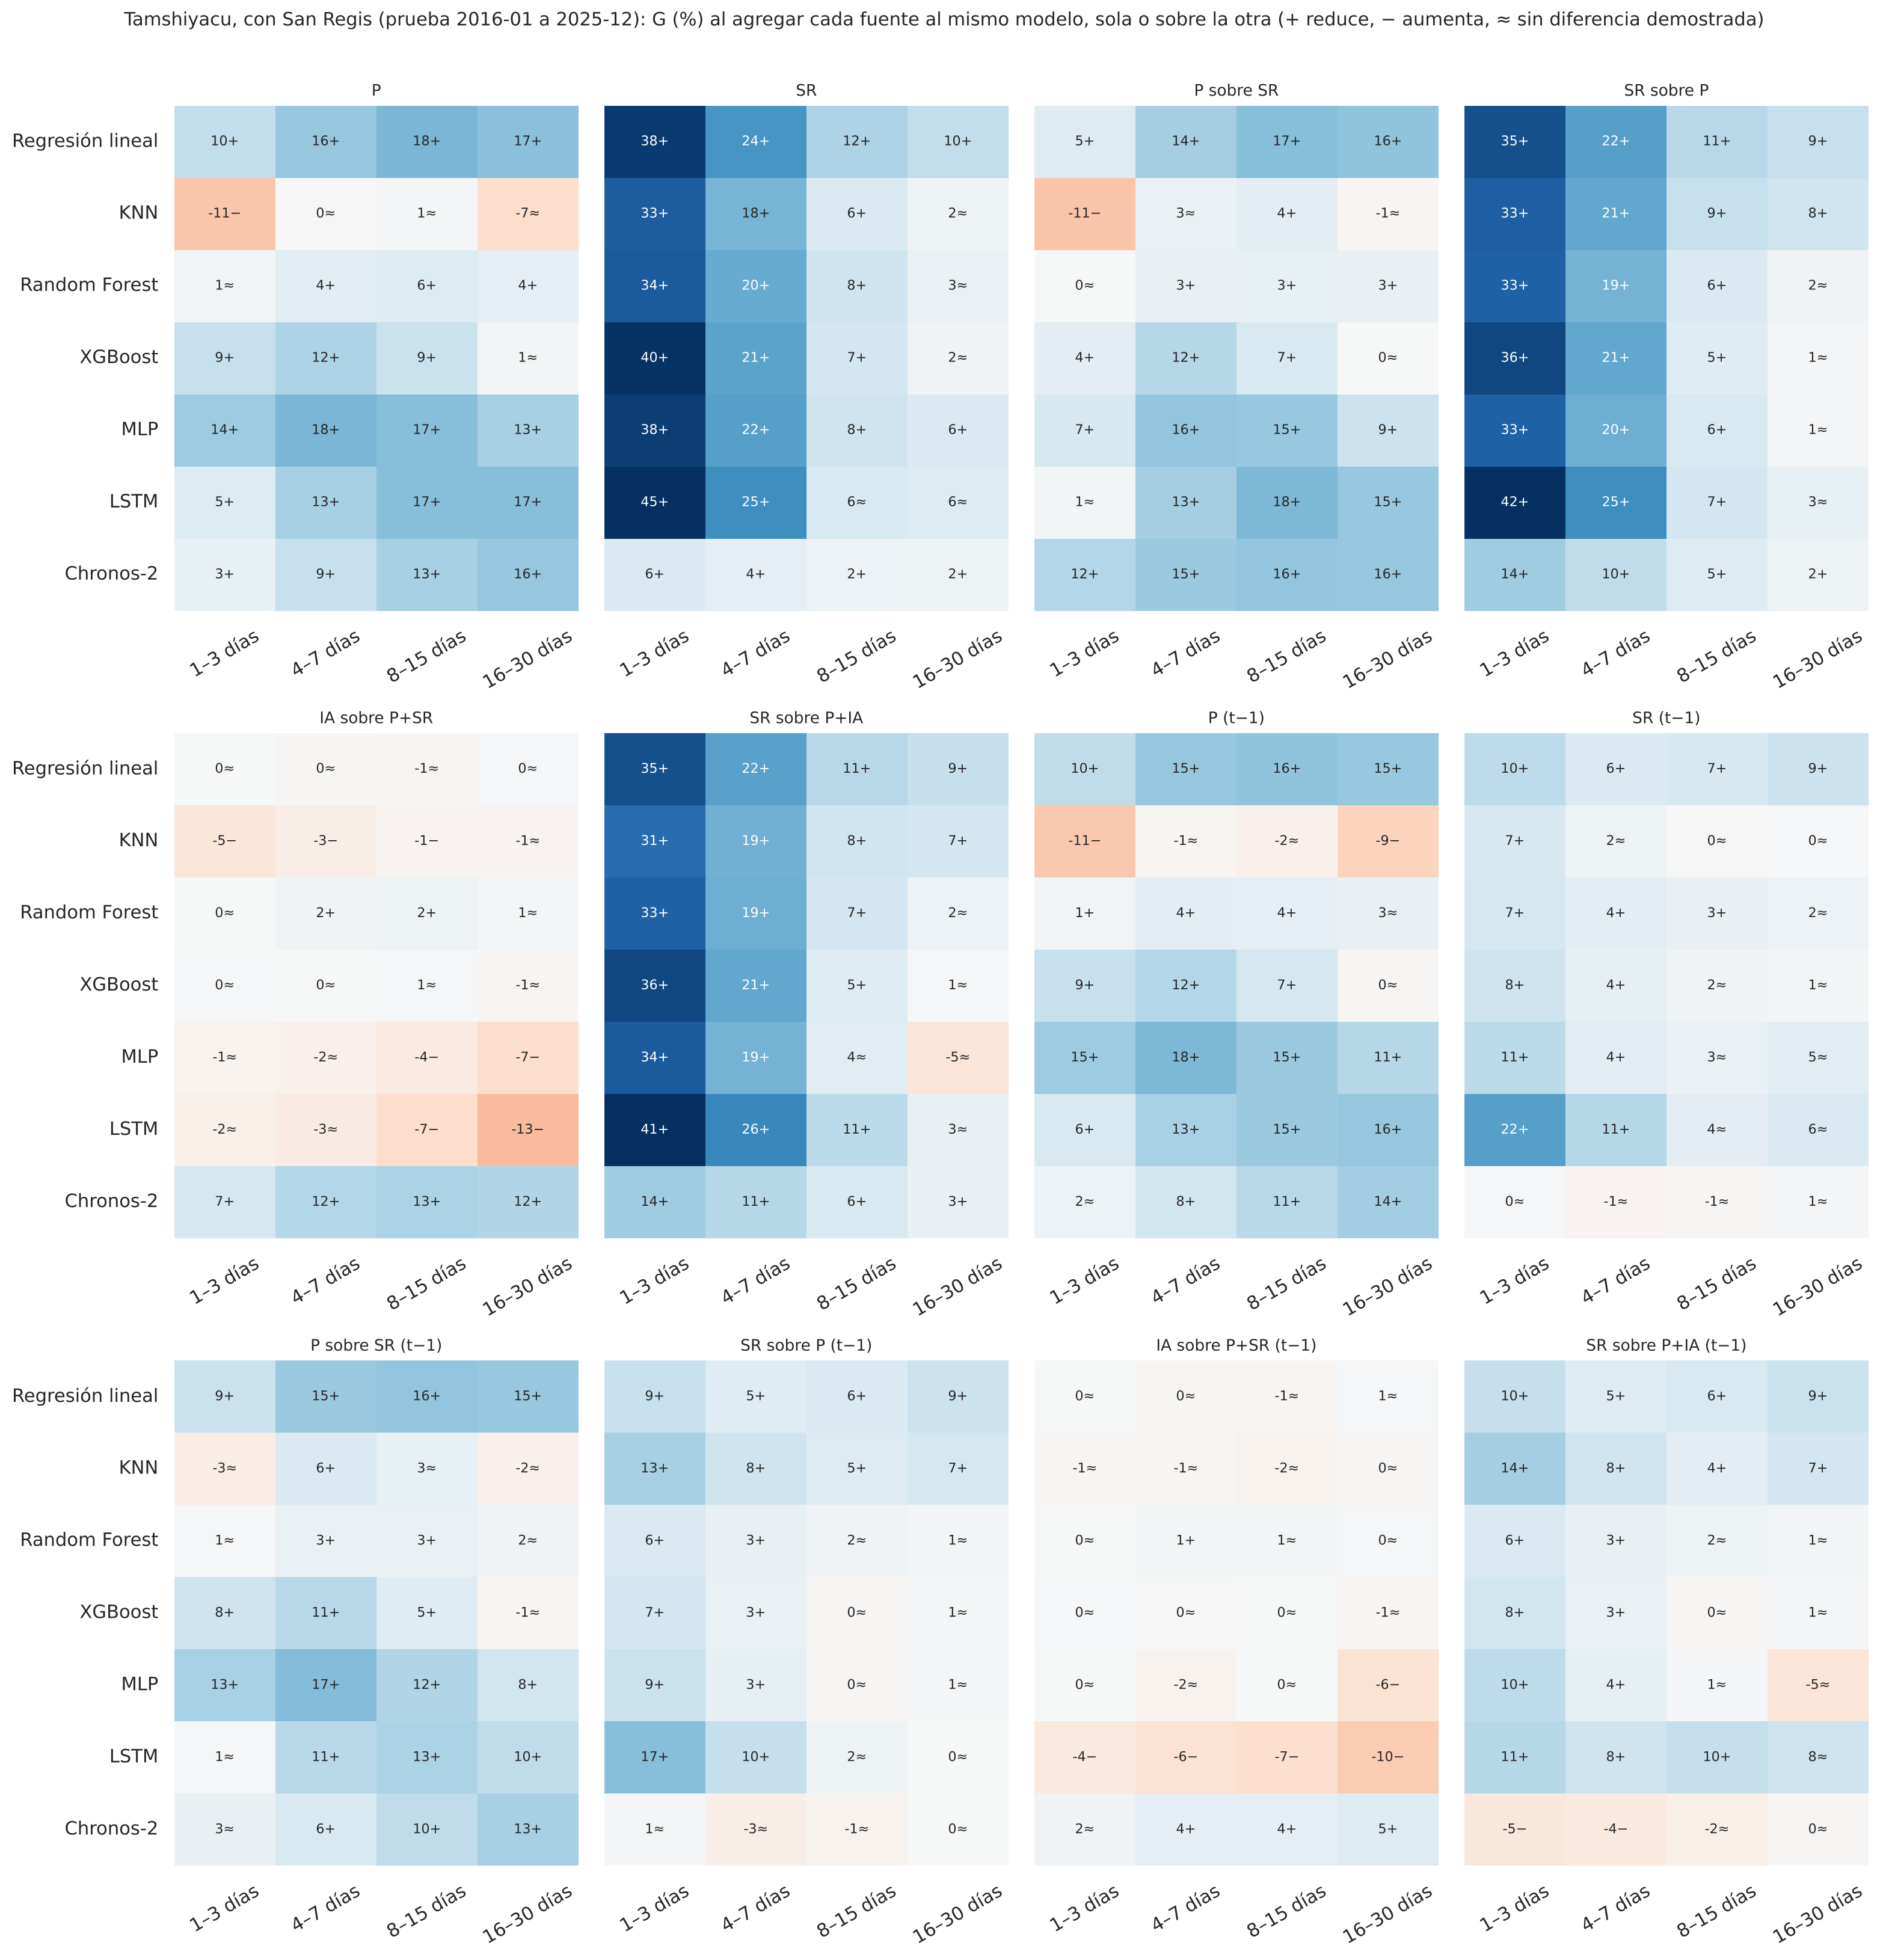 Tamshiyacu, con San Regis (prueba 2016-01 a 2025-12): G (%) al agregar cada fuente al mismo modelo, sola o sobre la otra (+ reduce, − aumenta, ≈ sin diferencia demostrada)
P SR P sobre SR SR sobre P
Regresión lineal 10+ 16+ 18+ 17+ 38+ 24+ 12+ 10+ 5+ 14+ 17+ 16+ 35+ 22+ 11+ 9+
KNN -11− 0≈ 1≈ -7≈ 33+ 18+ 6+ 2≈ -11− 3≈ 4+ -1≈ 33+ 21+ 9+ 8+
Random Forest 1≈ 4+ 6+ 4+ 34+ 20+ 8+ 3≈ 0≈ 3+ 3+ 3+ 33+ 19+ 6+ 2≈
XGBoost 9+ 12+ 9+ 1≈ 40+ 21+ 7+ 2≈ 4+ 12+ 7+ 0≈ 36+ 21+ 5+ 1≈
MLP 14+ 18+ 17+ 13+ 38+ 22+ 8+ 6+ 7+ 16+ 15+ 9+ 33+ 20+ 6+ 1≈
LSTM 5+ 13+ 17+ 17+ 45+ 25+ 6≈ 6≈ 1≈ 13+ 18+ 15+ 42+ 25+ 7+ 3≈
Chronos-2 3+ 9+ 13+ 16+ 6+ 4+ 2+ 2+ 12+ 15+ 16+ 16+ 14+ 10+ 5+ 2+
1–3 días 4–7 días 8–15 días 16–30 días 1–3 días 4–7 días 8–15 días 16–30 días 1–3 días 4–7 días 8–15 días 16–30 días 1–3 días 4–7 días 8–15 días 16–30 días
IA sobre P+SR SR sobre P+IA P (t−1) SR (t−1)
Regresión lineal 0≈ 0≈ -1≈ 0≈ 35+ 22+ 11+ 9+ 10+ 15+ 16+ 15+ 10+ 6+ 7+ 9+
KNN -5− -3− -1− -1≈ 31+ 19+ 8+ 7+ -11− -1≈ -2≈ -9− 7+ 2≈ 0≈ 0≈
Random Forest 0≈ 2+ 2+ 1≈ 33+ 19+ 7+ 2≈ 1+ 4+ 4+ 3≈ 7+ 4+ 3+ 2≈
XGBoost 0≈ 0≈ 1≈ -1≈ 36+ 21+ 5+ 1≈ 9+ 12+ 7+ 0≈ 8+ 4+ 2≈ 1≈
MLP -1≈ -2≈ -4− -7− 34+ 19+ 4≈ -5≈ 15+ 18+ 15+ 11+ 11+ 4+ 3≈ 5≈
LSTM -2≈ -3≈ -7− -13− 41+ 26+ 11+ 3≈ 6+ 13+ 15+ 16+ 22+ 11+ 4≈ 6≈
Chronos-2 7+ 12+ 13+ 12+ 14+ 11+ 6+ 3+ 2≈ 8+ 11+ 14+ 0≈ -1≈ -1≈ 1≈
1–3 días 4–7 días 8–15 días 16–30 días 1–3 días 4–7 días 8–15 días 16–30 días 1–3 días 4–7 días 8–15 días 16–30 días 1–3 días 4–7 días 8–15 días 16–30 días
P sobre SR (t−1) SR sobre P (t−1) IA sobre P+SR (t−1) SR sobre P+IA (t−1)
Regresión lineal 9+ 15+ 16+ 15+ 9+ 5+ 6+ 9+ 0≈ 0≈ -1≈ 1≈ 10+ 5+ 6+ 9+
KNN -3≈ 6+ 3≈ -2≈ 13+ 8+ 5+ 7+ -1≈ -1≈ -2≈ 0≈ 14+ 8+ 4+ 7+
Random Forest 1≈ 3+ 3+ 2≈ 6+ 3+ 2≈ 1≈ 0≈ 1+ 1≈ 0≈ 6+ 3+ 2≈ 1≈
XGBoost 8+ 11+ 5+ -1≈ 7+ 3+ 0≈ 1≈ 0≈ 0≈ 0≈ -1≈ 8+ 3+ 0≈ 1≈
MLP 13+ 17+ 12+ 8+ 9+ 3+ 0≈ 1≈ 0≈ -2≈ 0≈ -6− 10+ 4+ 1≈ -5≈
LSTM 1≈ 11+ 13+ 10+ 17+ 10+ 2≈ 0≈ -4− -6− -7− -10− 11+ 8+ 10+ 8≈
Chronos-2 3≈ 6+ 10+ 13+ 1≈ -3≈ -1≈ 0≈ 2≈ 4+ 4+ 5+ -5− -4− -2≈ 0≈
1–3 días 4–7 días 8–15 días 16–30 días 1–3 días 4–7 días 8–15 días 16–30 días 1–3 días 4–7 días 8–15 días 16–30 días 1–3 días 4–7 días 8–15 días 16–30 días